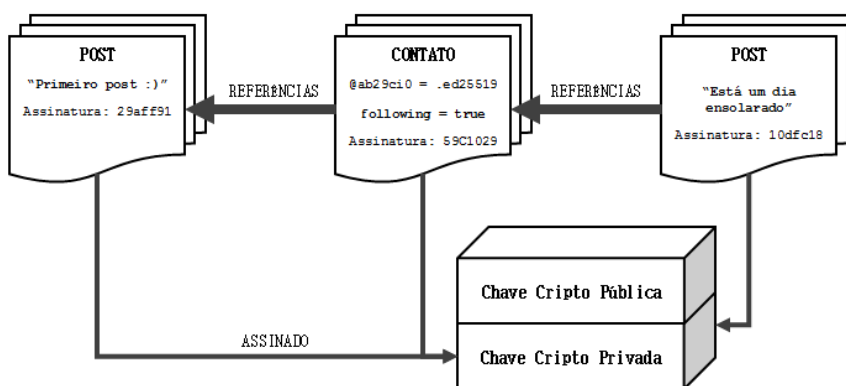 POST
“Primeiro post :)”
Assinatura: 29aff91
REFERÊNCIAS
CONTATO
@ab29ci0 = .ed25519
following = true
Assinatura: 59C1029
REFERÊNCIAS
POST
“Está um dia
ensolarado”
Assinatura: 10dfc18
Chave Cripto Pública
ASSINADO
Chave Cripto Privada